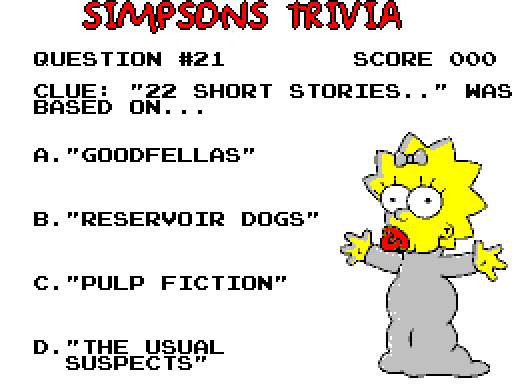 SIMPSONS TRIVIA
QUESTION #21 SCORE 000
CLUE: "22 SHORT STORIES.." WAS
BASED ON...
A."GOODFELLAS"
B."RESERVOIR DOGS"
C."PULP FICTION"
D."THE USUAL
SUSPECTS"